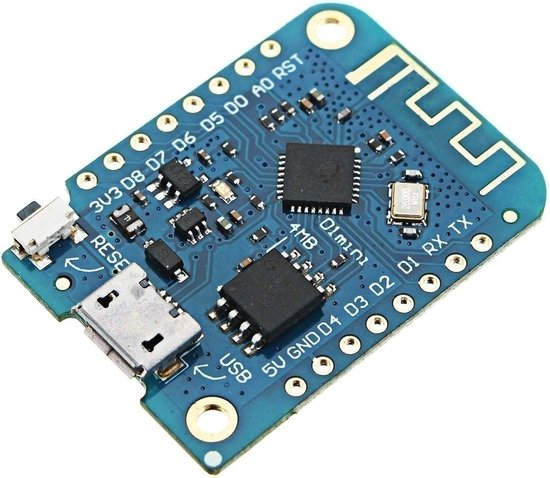 3V3 D8 D7 D6 D5 D0 A0 RST
RESET
D1mini
4MB
USB
5V GND D4 D3 D2 D1 RX TX